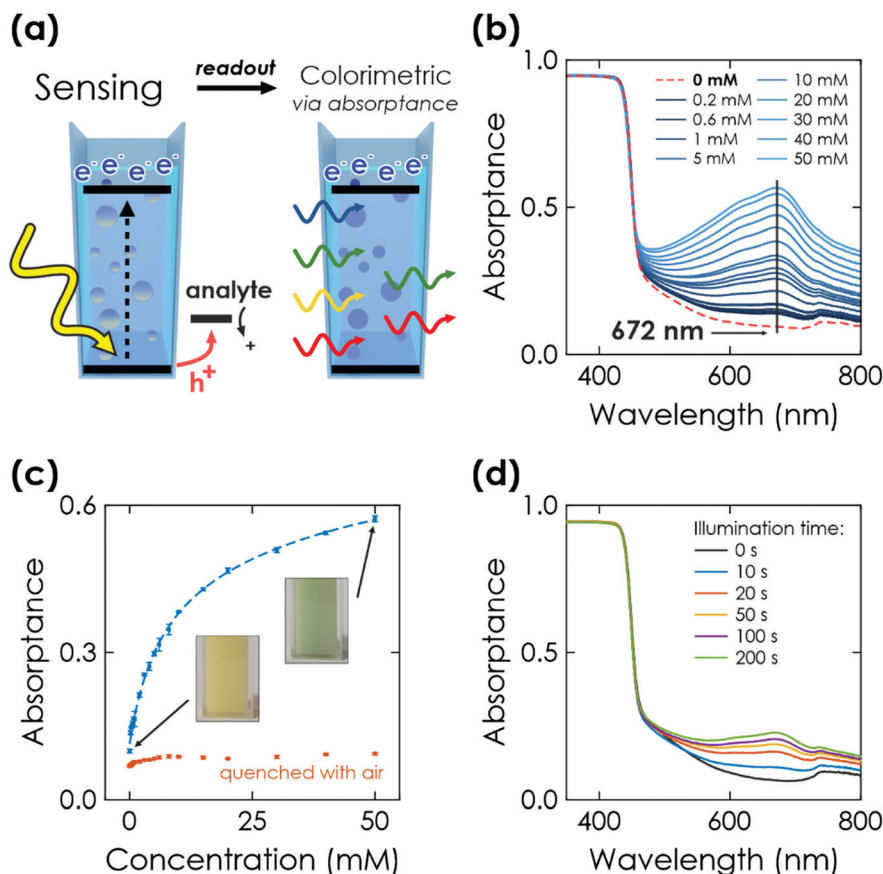 (a)
Sensing
readout
Colorimetric
via absorptance
e- e- e- e-
e- e- e- e-
analyte
+
h+
(b)
Absorptance
1.0
0.5
0.0
0 mM
0.2 mM
0.6 mM
1 mM
5 mM
10 mM
20 mM
30 mM
40 mM
50 mM
672 nm
400 600 800
Wavelength (nm)
(c)
Absorptance
0.6
0.3
0.0
quenched with air
0 25 50
Concentration (mM)
(d)
Absorptance
1.0
0.5
0.0
Illumination time:
0 s
10 s
20 s
50 s
100 s
200 s
400 600 800
Wavelength (nm)